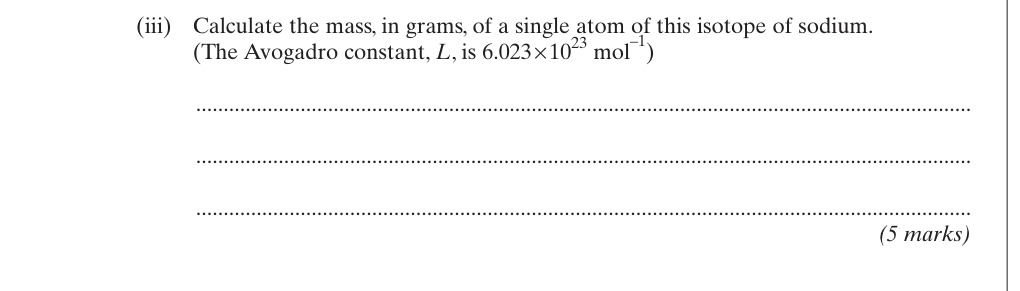 (iii) Calculate the mass, in grams, of a single atom of this isotope of sodium.
(The Avogadro constant, L, is 6.023×10²³ mol⁻¹)
................................................................................
................................................................................
................................................................................
(5 marks)